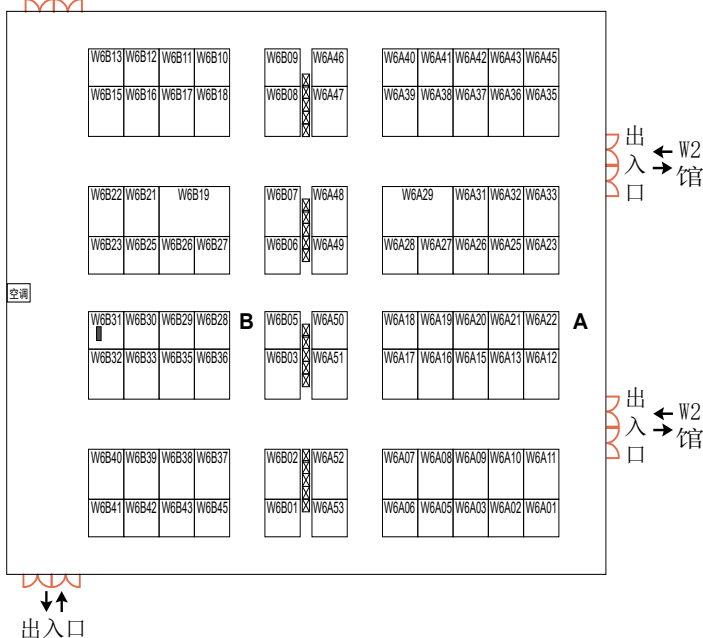 W6B13 W6B12 W6B11 W6B10 W6B09 W6A46 W6A40 W6A41 W6A42 W6A43 W6A45
W6B15 W6B16 W6B17 W6B18 W6B08 W6A47 W6A39 W6A38 W6A37 W6A36 W6A35
出
入
口
W2
馆
W6B22 W6B21 W6B19 W6B07 W6A48 W6A29 W6A31 W6A32 W6A33
W6B23 W6B25 W6B26 W6B27 W6B06 W6A49 W6A28 W6A27 W6A26 W6A25 W6A23
空调
W6B31 W6B30 W6B29 W6B28 B W6B05 W6A50 W6A18 W6A19 W6A20 W6A21 W6A22 A
W6B32 W6B33 W6B35 W6B36 W6B03 W6A51 W6A17 W6A16 W6A15 W6A13 W6A12
出
入
口
W2
馆
W6B40 W6B39 W6B38 W6B37 W6B02 W6A52 W6A07 W6A08 W6A09 W6A10 W6A11
W6B41 W6B42 W6B43 W6B45 W6B01 W6A53 W6A06 W6A05 W6A03 W6A02 W6A01
出入口